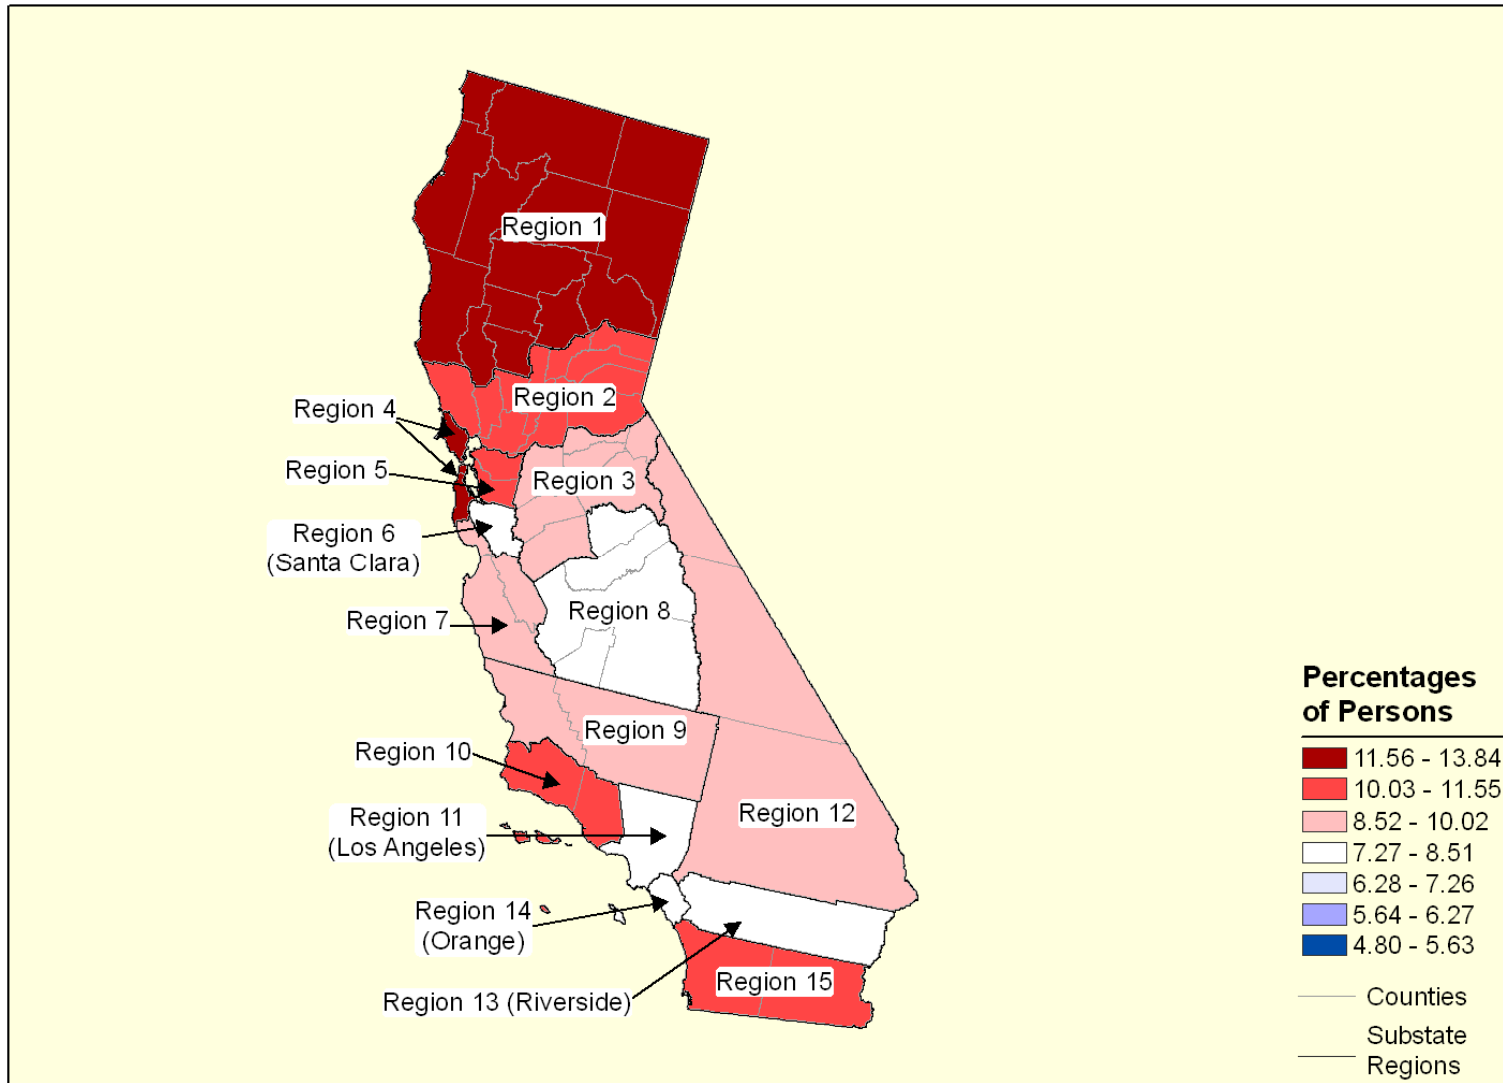 Region 1
Region 2
Region 4
Region 5
Region 3
Region 6
(Santa Clara)
Region 7
Region 8
Region 9
Region 10
Region 11
(Los Angeles)
Region 12
Region 14
(Orange)
Region 13 (Riverside)
Region 15
Percentages
of Persons
11.56 - 13.84
10.03 - 11.55
8.52 - 10.02
7.27 - 8.51
6.28 - 7.26
5.64 - 6.27
4.80 - 5.63
Counties
Substate
Regions